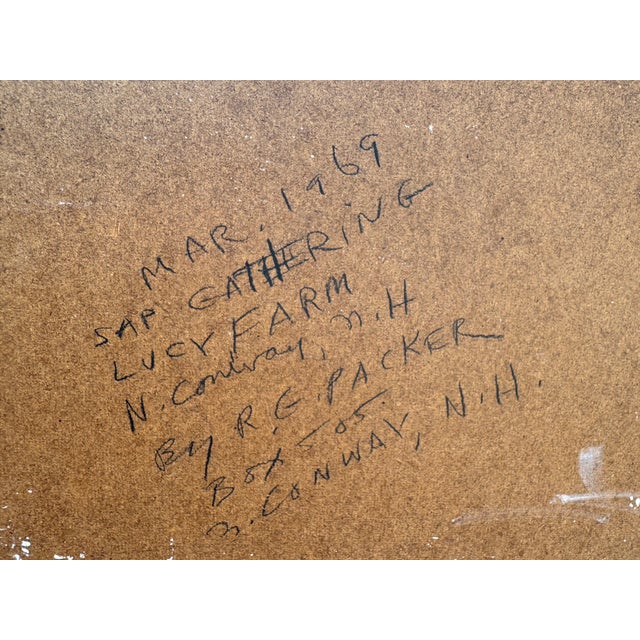 MAR. 1969
SAP GATHERING
LUCY FARM
N. Conway, N.H
By R.E. PACKER
BOX 505.
N. CONWAY, N.H.